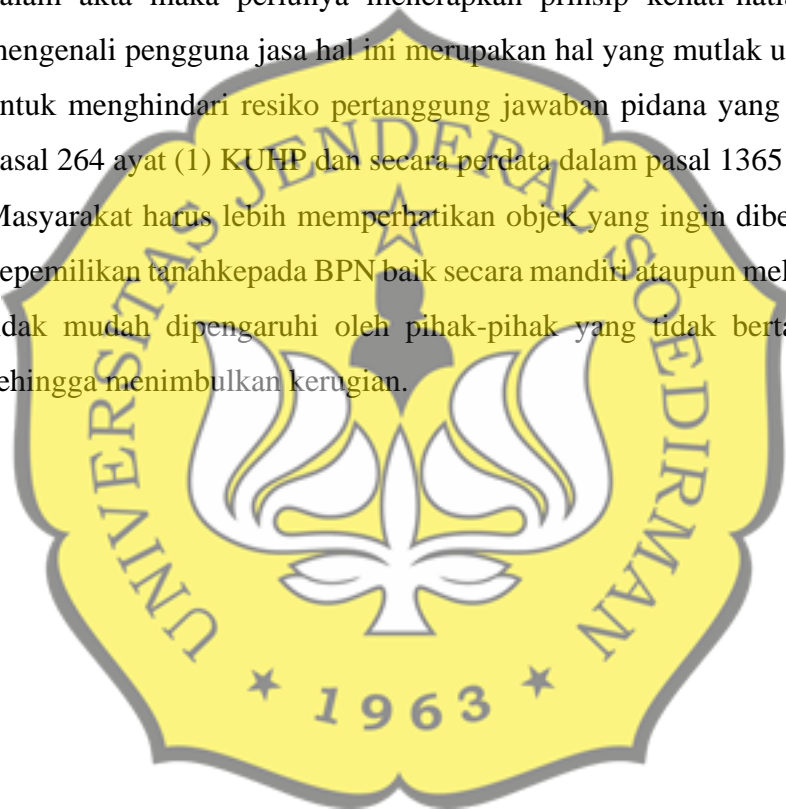 dalam akta maka perlunya menerapkan prinsip kehati-hatia
mengenali pengguna jasa hal ini merupakan hal yang mutlak u
untuk menghindari resiko pertanggung jawaban pidana yang
pasal 264 ayat (1) KUHP dan secara perdata dalam pasal 1365
Masyarakat harus lebih memperhatikan objek yang ingin dibe
kepemilikan tanahkepada BPN baik secara mandiri ataupun mel
tidak mudah dipengaruhi oleh pihak-pihak yang tidak berta
sehingga menimbulkan kerugian.
UNIVERSITAS JENDERAL SOEDIRMAN
1963